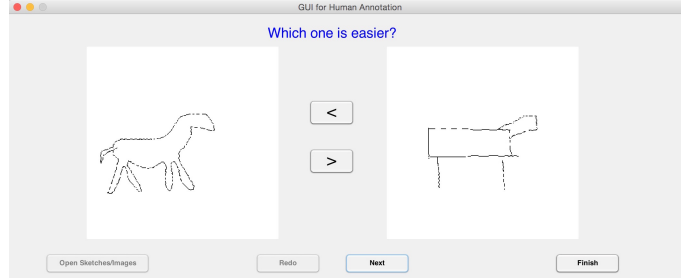 GUI for Human Annotation
Which one is easier?
<
>
Open Sketches/Images Redo Next Finish